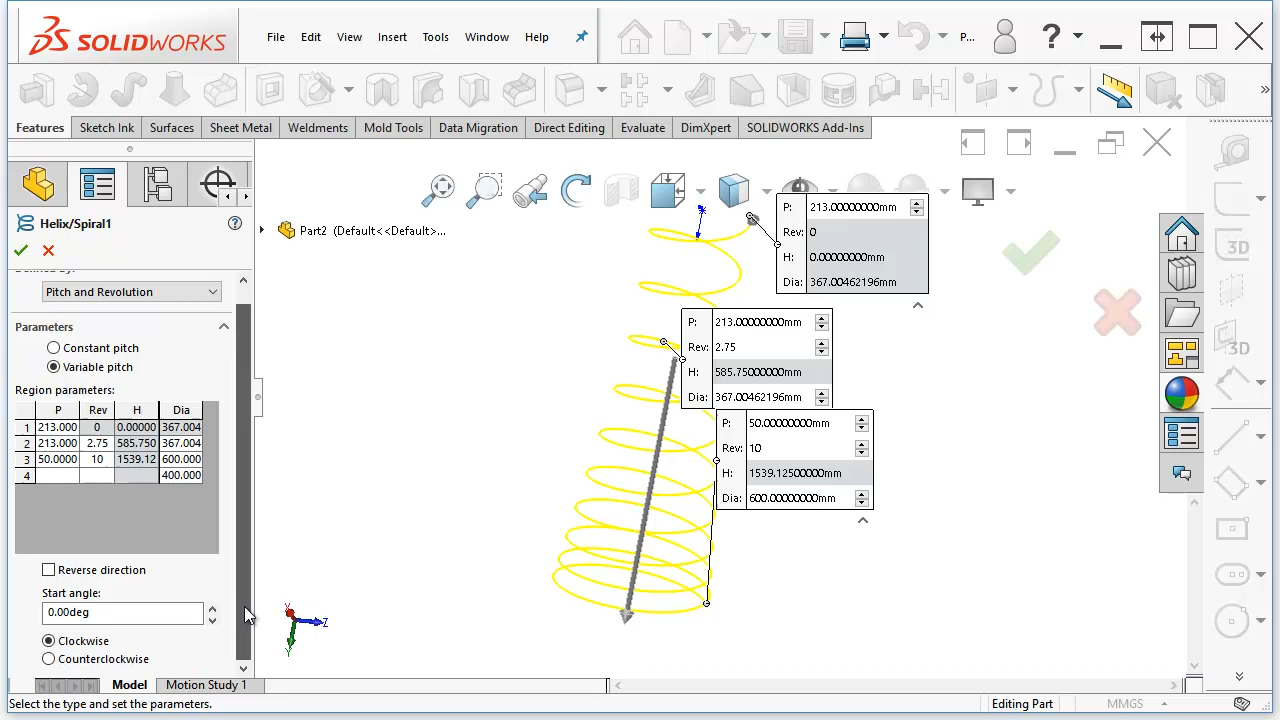 SOLIDWORKS File Edit View Insert Tools Window Help P... ?
Features Sketch Ink Surfaces Sheet Metal Weldments Mold Tools Data Migration Direct Editing Evaluate DimXpert SOLIDWORKS Add-Ins
Helix/Spiral1
Part2 (Default<<Default>...
Defined By:
Pitch and Revolution
Parameters
Constant pitch
Variable pitch
Region parameters:
P Rev H Dia
1 213.000 0 0.00000 367.004
2 213.000 2.75 585.750 367.004
3 50.0000 10 1539.12 600.000
4 400.000
Reverse direction
Start angle:
0.00deg
Clockwise
Counterclockwise
P: 213.00000000mm
Rev: 0
H: 0.00000000mm
Dia: 367.00462196mm
P: 213.00000000mm
Rev: 2.75
H: 585.75000000mm
Dia: 367.00462196mm
P: 50.00000000mm
Rev: 10
H: 1539.12500000mm
Dia: 600.00000000mm
Y
Z
3D
3D
Model Motion Study 1
Select the type and set the parameters. Editing Part MMGS